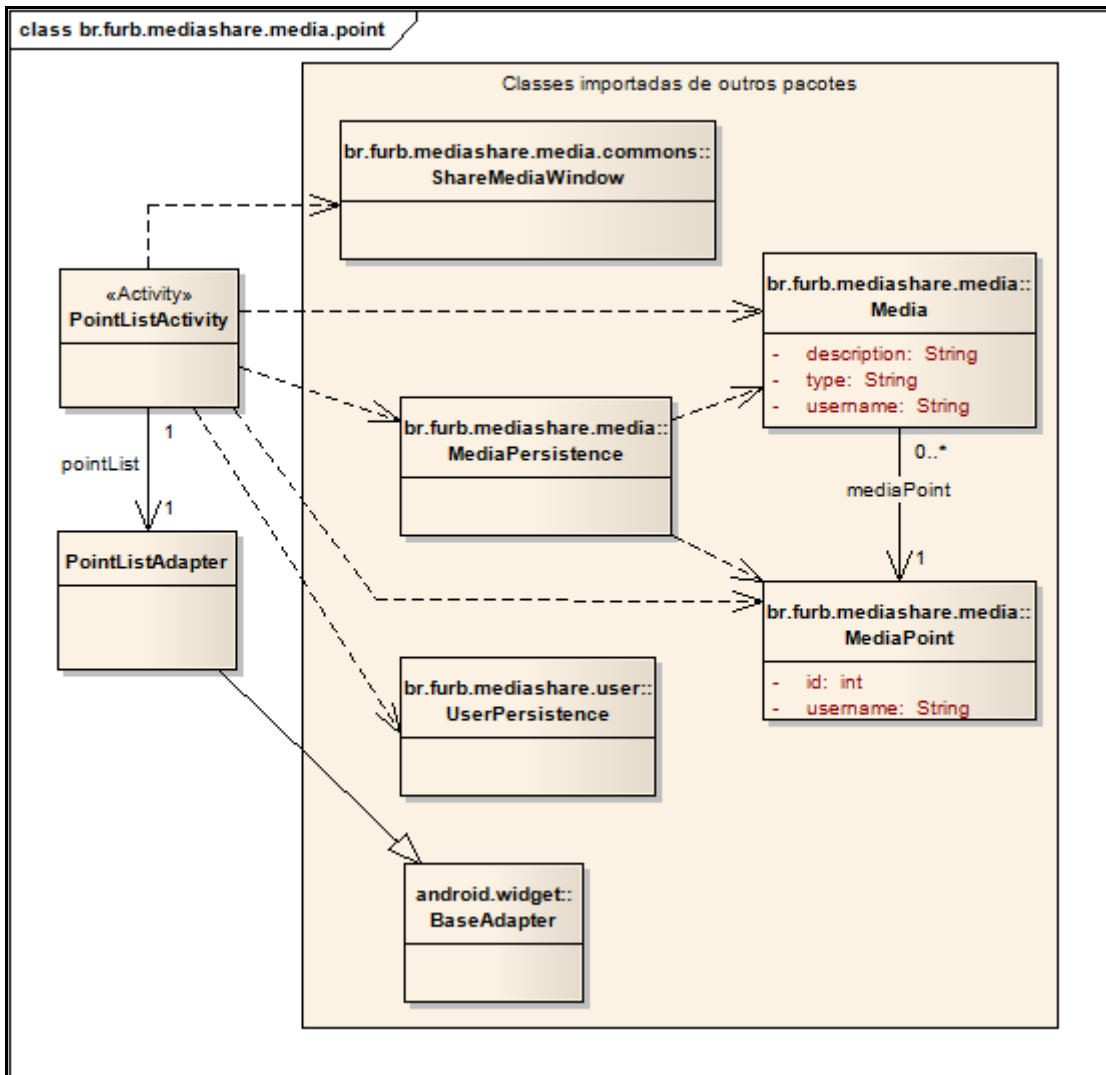 class br.furb.mediashare.media.point
Classes importadas de outros pacotes
br.furb.mediashare.media.commons::
ShareMediaWindow
«Activity»
PointListActivity
br.furb.mediashare.media::
Media
- description: String
- type: String
- username: String
br.furb.mediashare.media::
MediaPersistence
1
pointList
1
0..*
mediaPoint
1
PointListAdapter
br.furb.mediashare.media::
MediaPoint
- id: int
- username: String
br.furb.mediashare.user::
UserPersistence
android.widget::
BaseAdapter